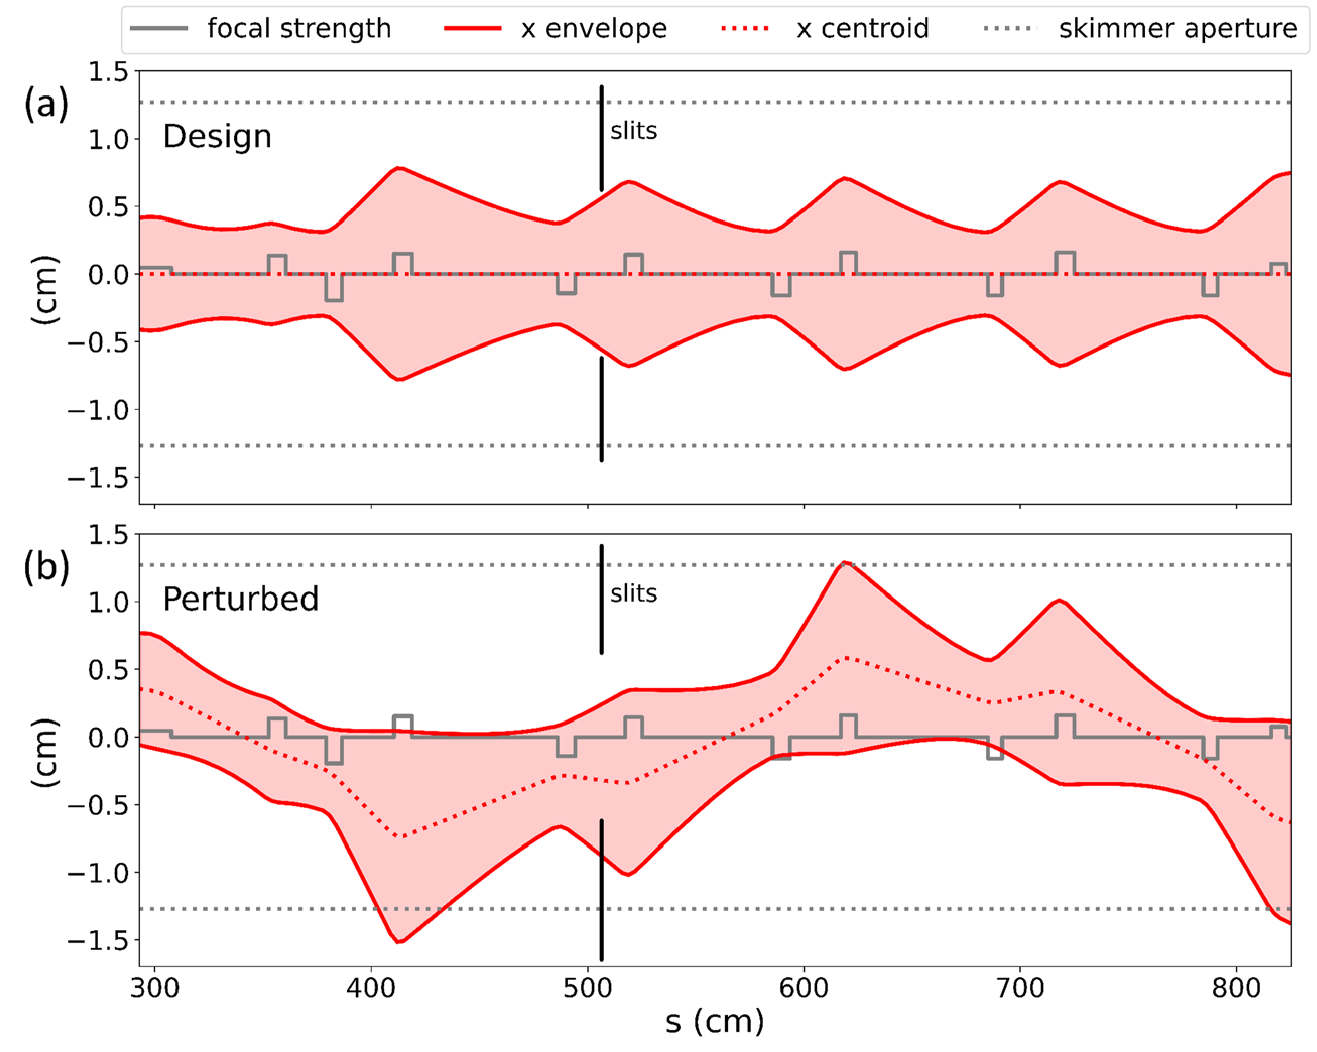 focal strength x envelope x centroid skimmer aperture
(a)
1.5
Design
slits
1.0
0.5
0.0
−0.5
−1.0
−1.5
(cm)
(b)
1.5
Perturbed
slits
1.0
0.5
0.0
−0.5
−1.0
−1.5
(cm)
300 400 500 600 700 800
s (cm)